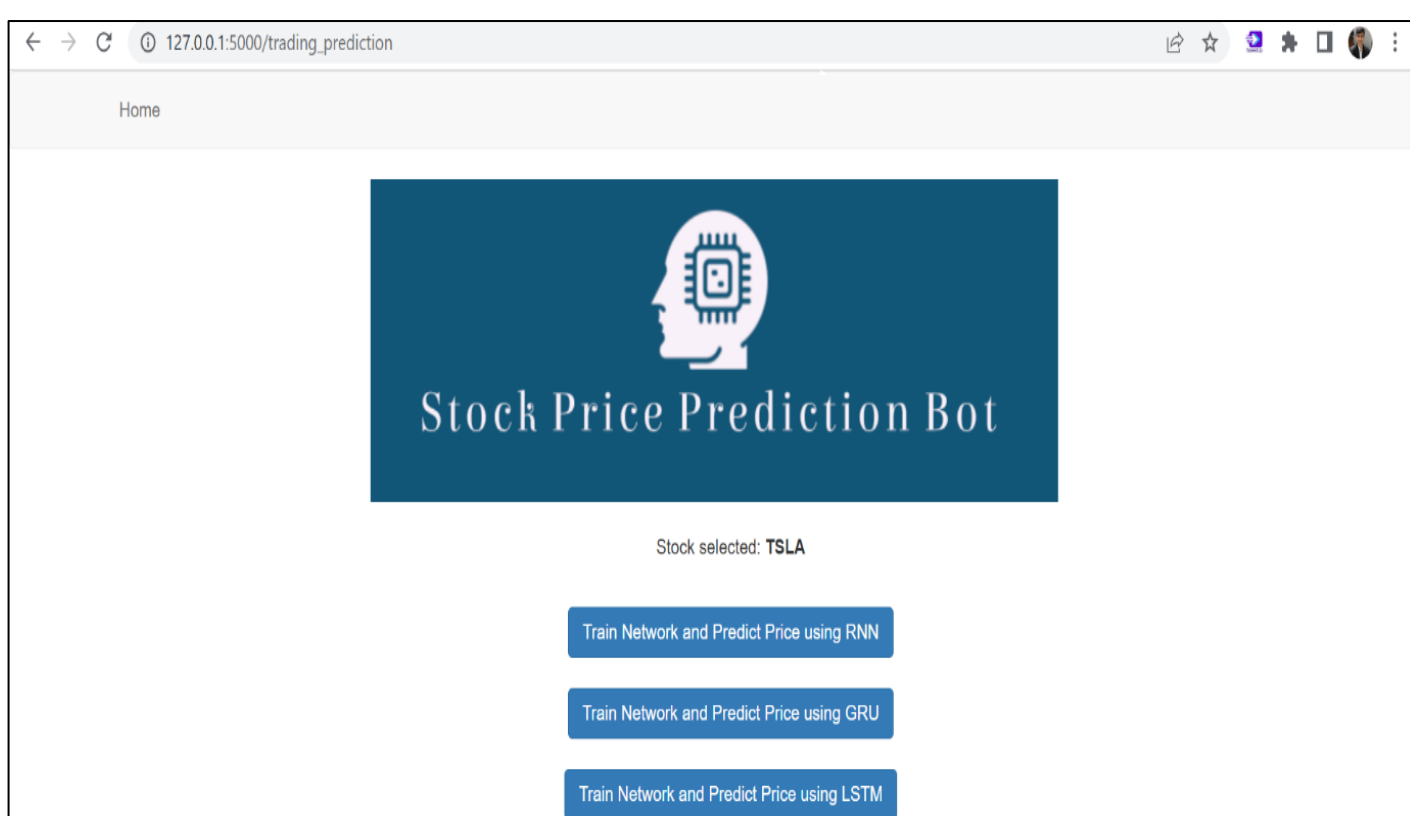 127.0.0.1:5000/trading_prediction
Home
Stock Price Prediction Bot
Stock selected: TSLA
Train Network and Predict Price using RNN
Train Network and Predict Price using GRU
Train Network and Predict Price using LSTM